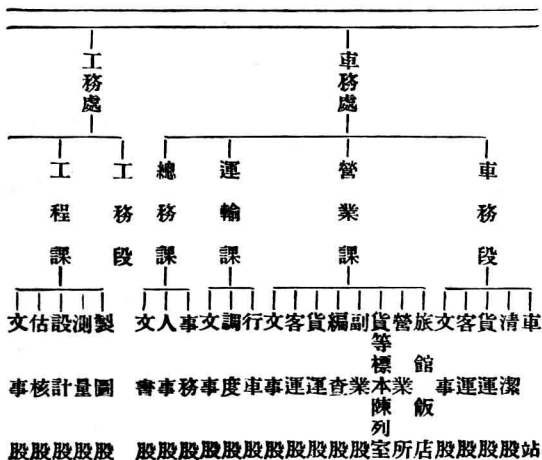 工務處
車務處
工程課
工務段
總務課
運輸課
營業課
車務段
文事股
估核股
設計股
測量股
製圖股
文書股
人事股
事務股
文事股
調度股
行車股
文事股
客運股
貨運股
編查股
副業股
貨等標本陳列室
營業所
旅館飯店
文事股
客運股
貨運股
清潔股
車站